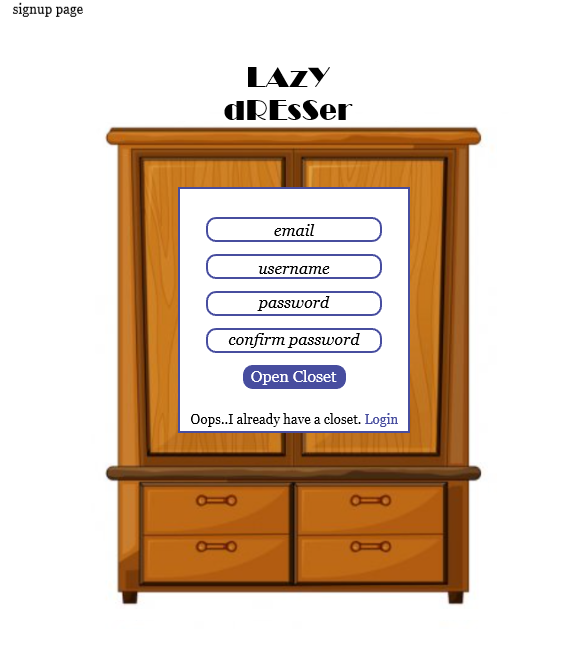 signup page
LAzY
dREsSer
email
username
password
confirm password
Open Closet
Oops..I already have a closet. Login